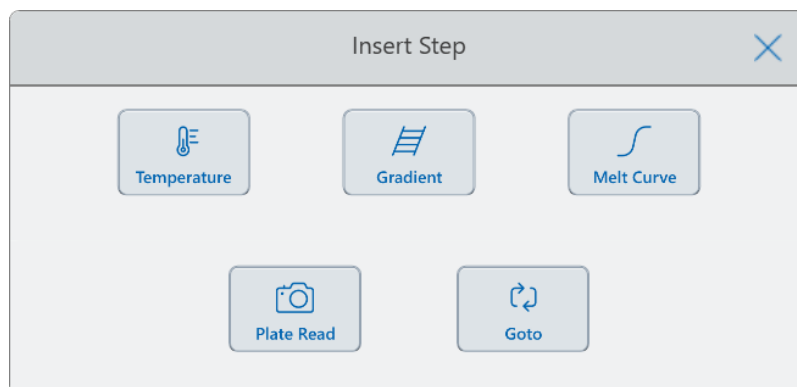 Insert Step
Temperature
Gradient
Melt Curve
Plate Read
Goto